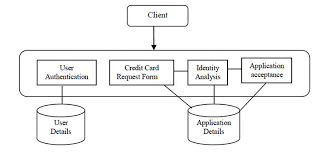 Client
User
Authentication
Credit Card
Request Form
Identity
Analysis
Application
acceptance
User
Details
Application
Details